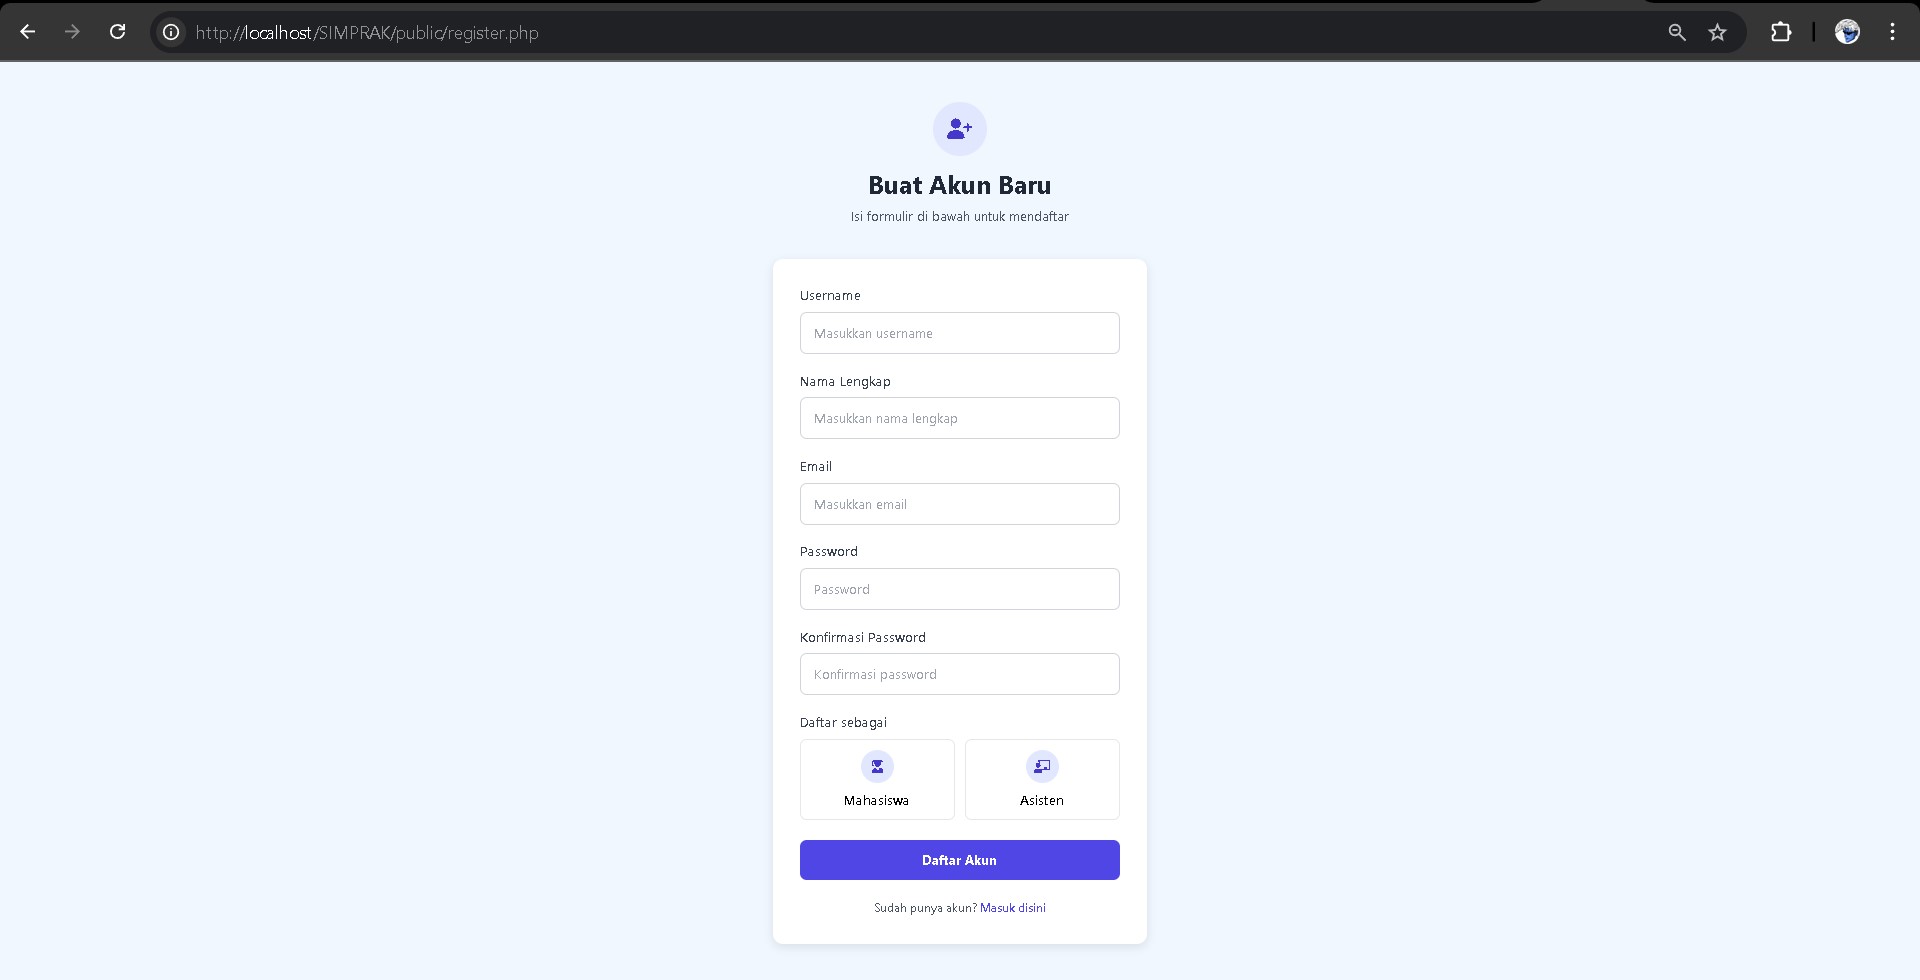 http://localhost/SIMPRAK/public/register.php
Buat Akun Baru
Isi formulir di bawah untuk mendaftar
Username
Masukkan username
Nama Lengkap
Masukkan nama lengkap
Email
Masukkan email
Password
Password
Konfirmasi Password
Konfirmasi password
Daftar sebagai
Mahasiswa
Asisten
Daftar Akun
Sudah punya akun? Masuk disini